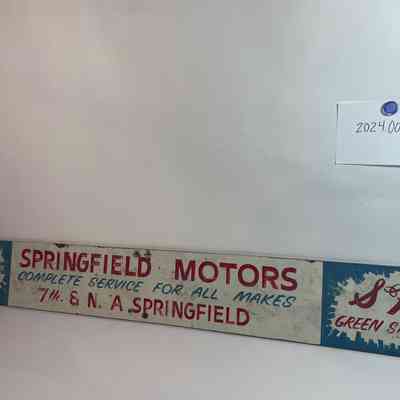 2024.00
SPRINGFIELD MOTORS
COMPLETE SERVICE FOR ALL MAKES
7th. & N. A SPRINGFIELD
S&
GREEN S